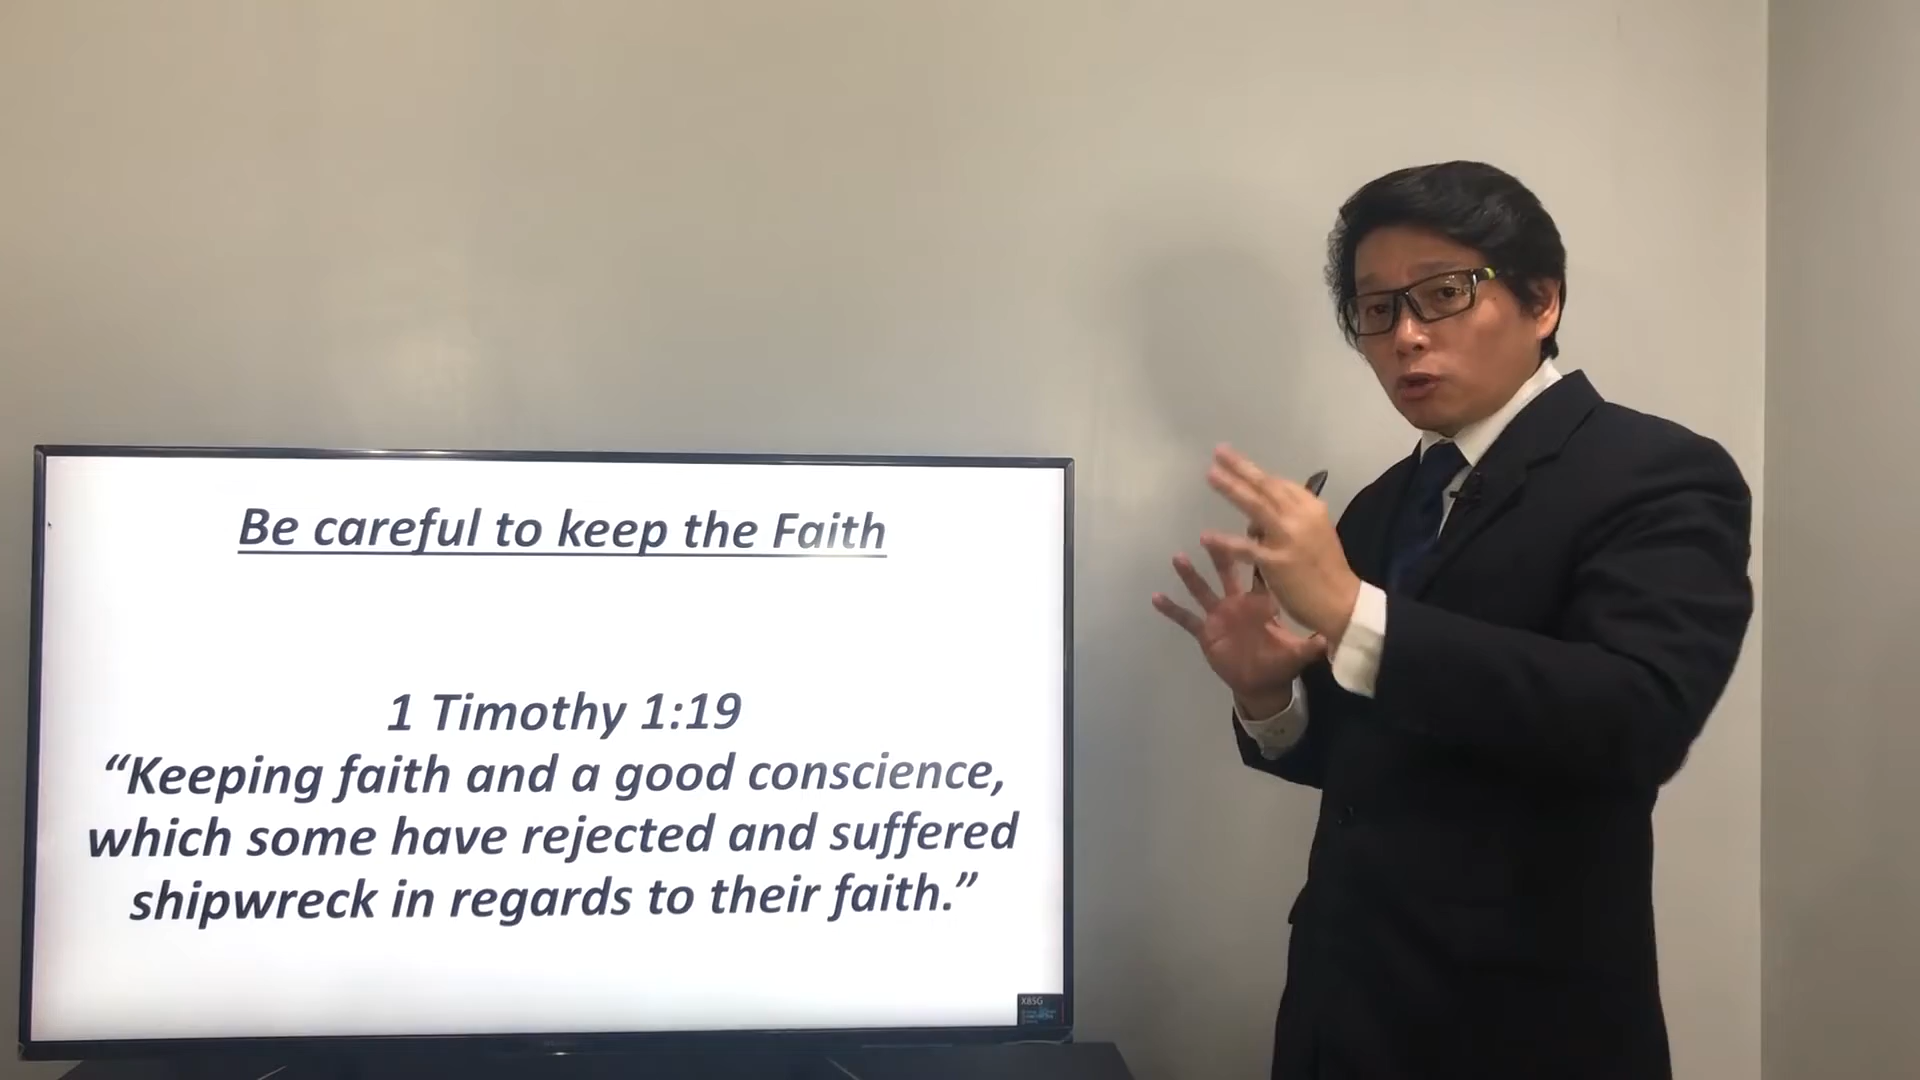 Be careful to keep the Faith
1 Timothy 1:19
“Keeping faith and a good conscience,
which some have rejected and suffered
shipwreck in regards to their faith.”
X85G